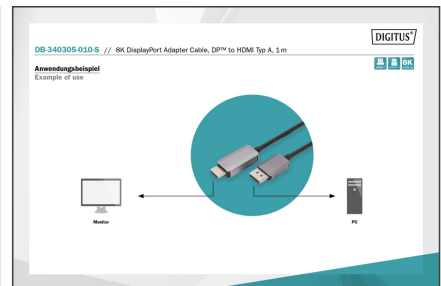 DIGITUS®
DB-340305-010-S // 8K DisplayPort Adapter Cable, DP™ to HDMI Typ A, 1 m
Anwendungsbeispiel
Example of use
8K
Monitor
PC